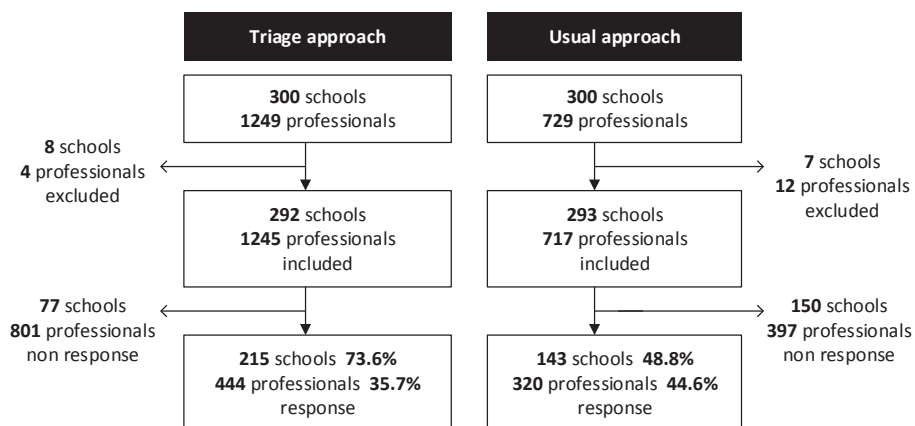 Triage approach
Usual approach
300 schools
1249 professionals
300 schools
729 professionals
8 schools
4 professionals
excluded
7 schools
12 professionals
excluded
292 schools
1245 professionals
included
293 schools
717 professionals
included
77 schools
801 professionals
non response
150 schools
397 professionals
non response
215 schools 73.6%
444 professionals 35.7%
response
143 schools 48.8%
320 professionals 44.6%
response